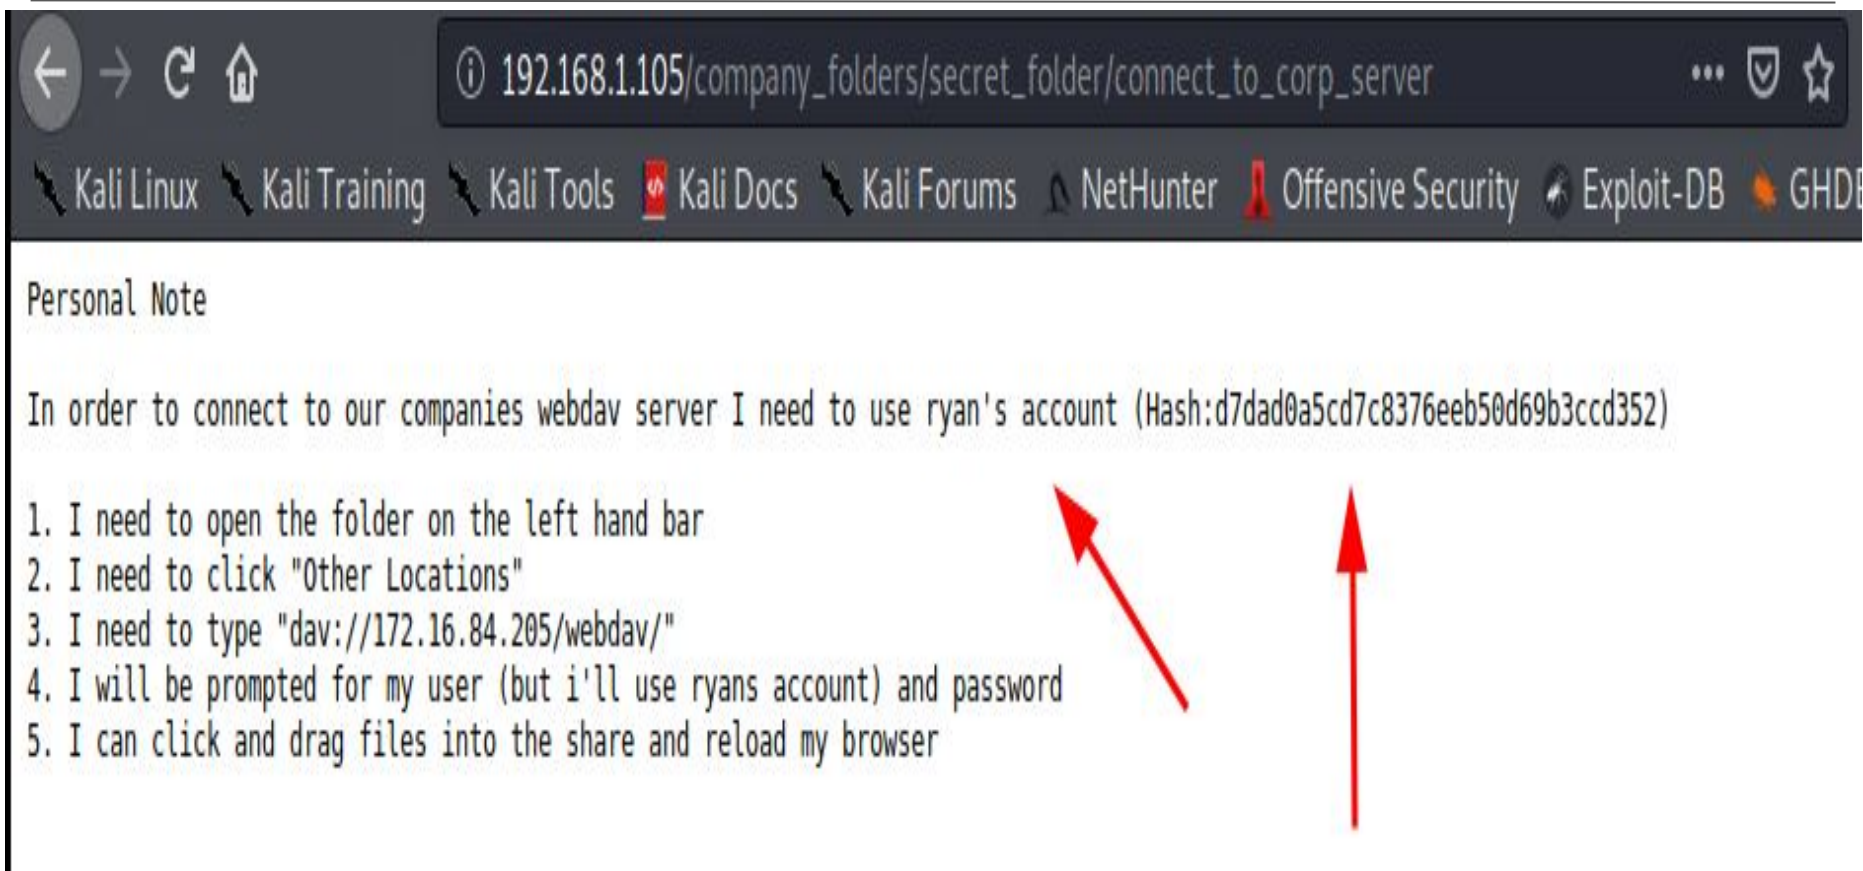 192.168.1.105/company_folders/secret_folder/connect_to_corp_server
Kali Linux Kali Training Kali Tools Kali Docs Kali Forums NetHunter Offensive Security Exploit-DB GHDB
Personal Note
In order to connect to our companies webdav server I need to use ryan's account (Hash:d7dad0a5cd7c8376eeb50d69b3ccd352)
1. I need to open the folder on the left hand bar
2. I need to click "Other Locations"
3. I need to type "dav://172.16.84.205/webdav/"
4. I will be prompted for my user (but i'll use ryans account) and password
5. I can click and drag files into the share and reload my browser